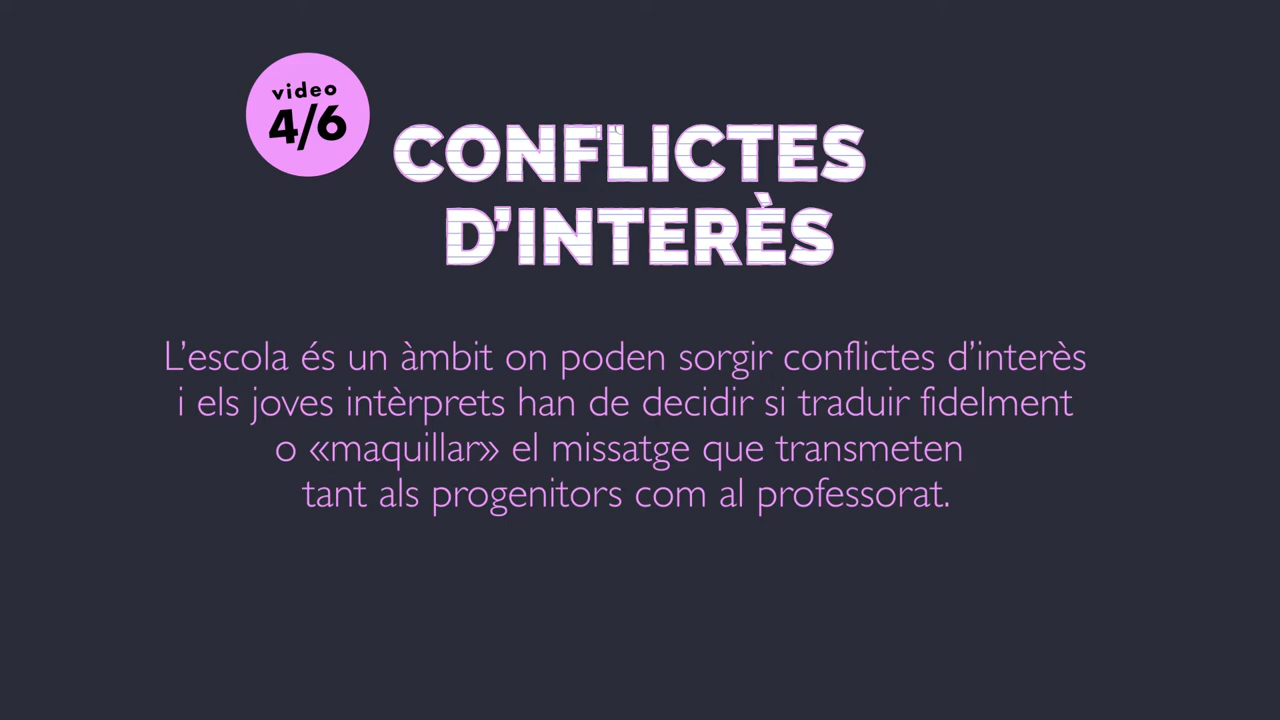 video
4/6
CONFLICTES
D’INTERÈS
L’escola és un àmbit on poden sorgir conflictes d’interès
i els joves intèrprets han de decidir si traduir fidelment
o «maquillar» el missatge que transmeten
tant als progenitors com al professorat.